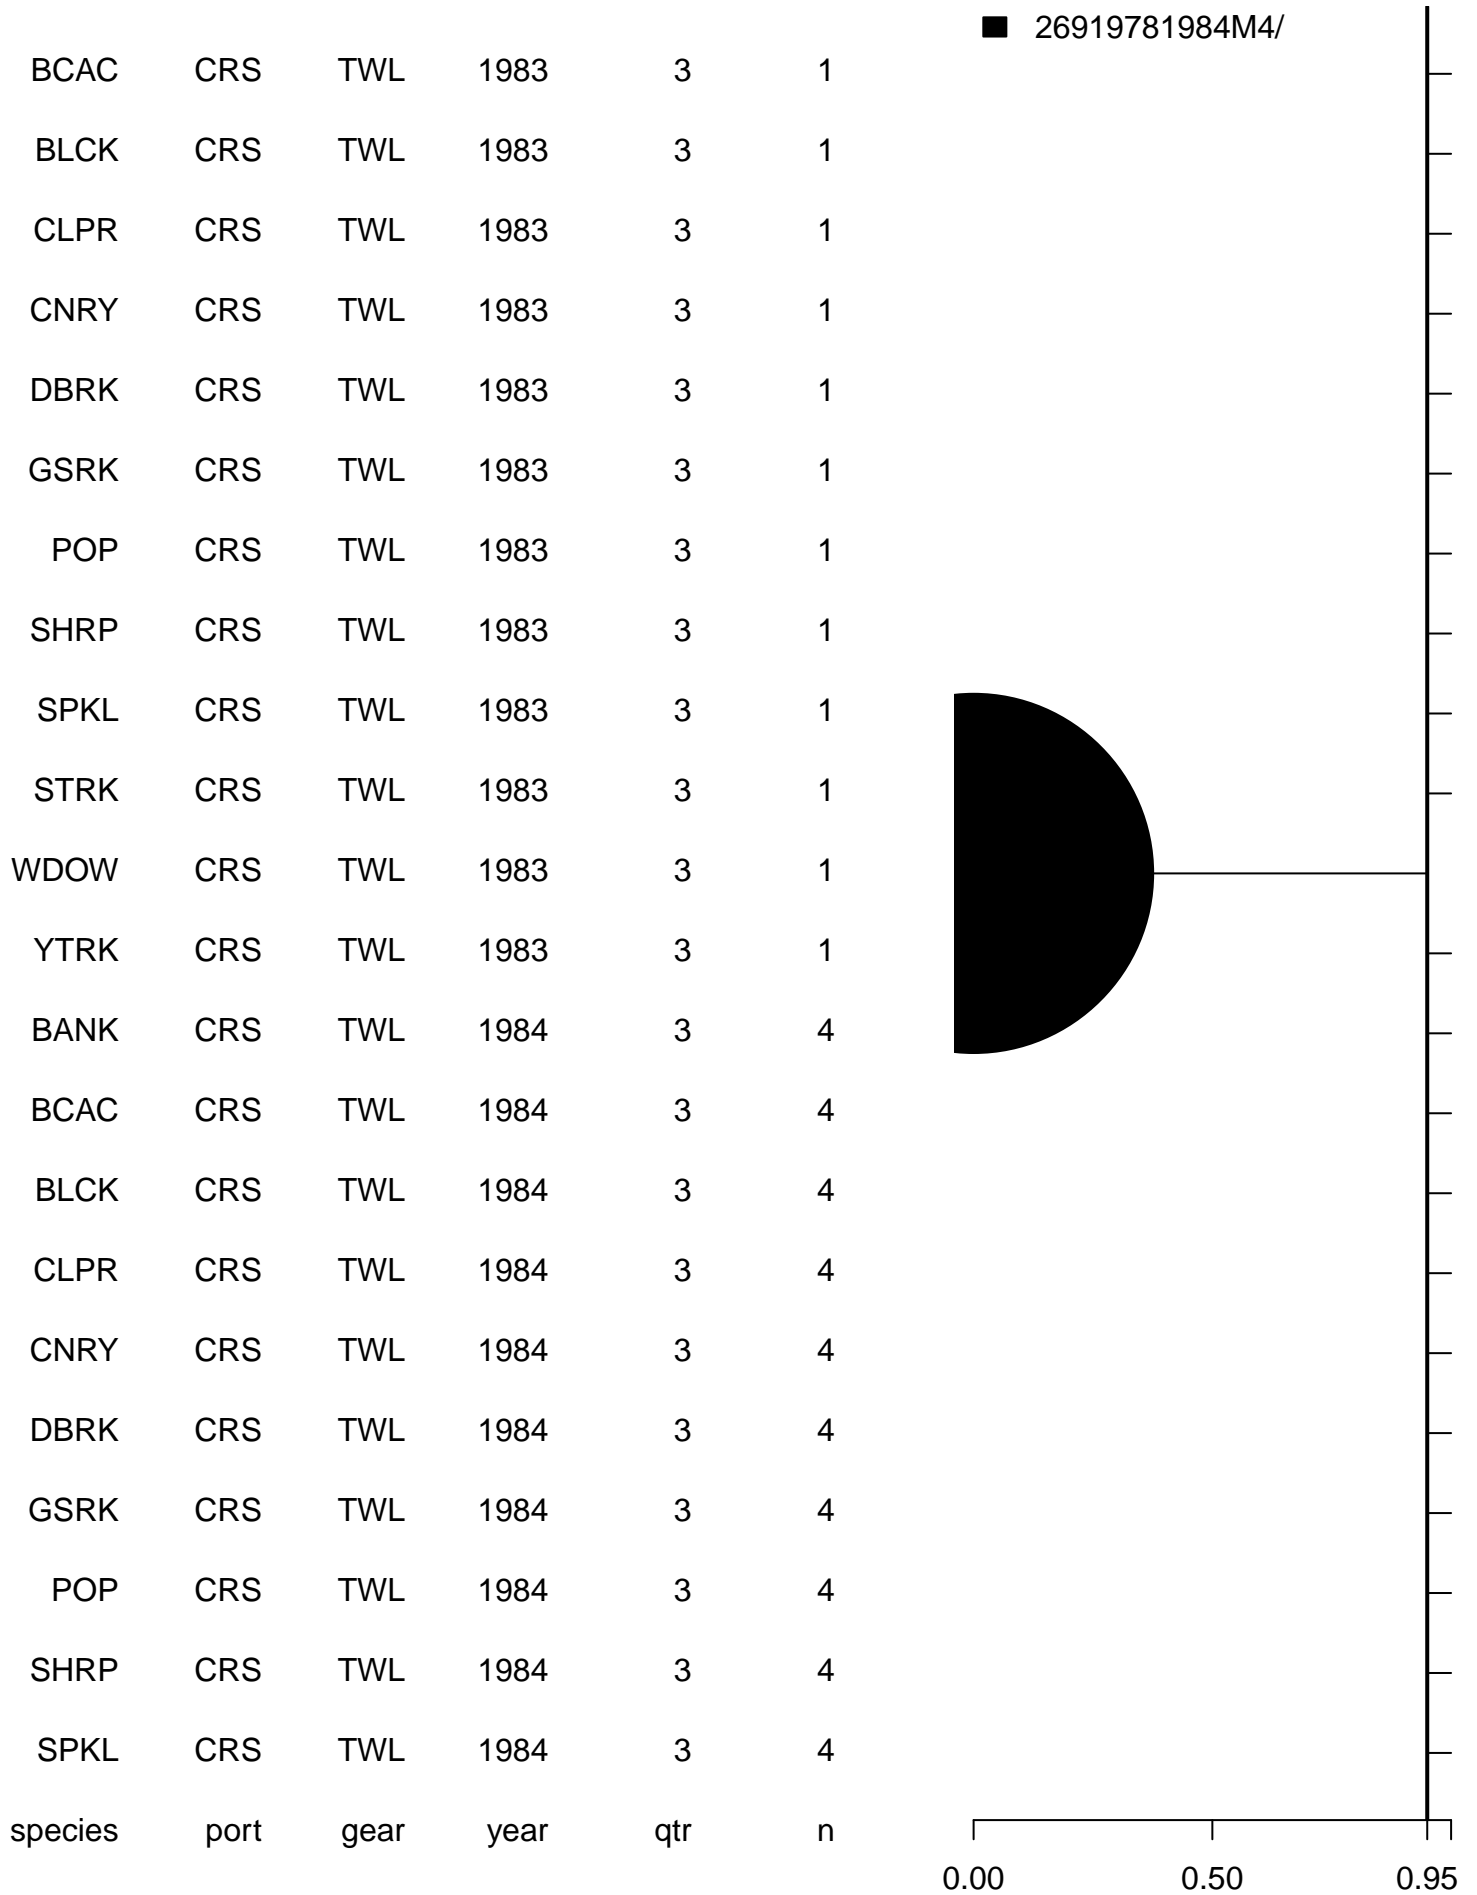 26919781984M4/
BCAC CRS TWL 1983 3 1
BLCK CRS TWL 1983 3 1
CLPR CRS TWL 1983 3 1
CNRY CRS TWL 1983 3 1
DBRK CRS TWL 1983 3 1
GSRK CRS TWL 1983 3 1
POP CRS TWL 1983 3 1
SHRP CRS TWL 1983 3 1
SPKL CRS TWL 1983 3 1
STRK CRS TWL 1983 3 1
WDOW CRS TWL 1983 3 1
YTRK CRS TWL 1983 3 1
BANK CRS TWL 1984 3 4
BCAC CRS TWL 1984 3 4
BLCK CRS TWL 1984 3 4
CLPR CRS TWL 1984 3 4
CNRY CRS TWL 1984 3 4
DBRK CRS TWL 1984 3 4
GSRK CRS TWL 1984 3 4
POP CRS TWL 1984 3 4
SHRP CRS TWL 1984 3 4
SPKL CRS TWL 1984 3 4
species port gear year qtr n
0.00 0.50 0.95